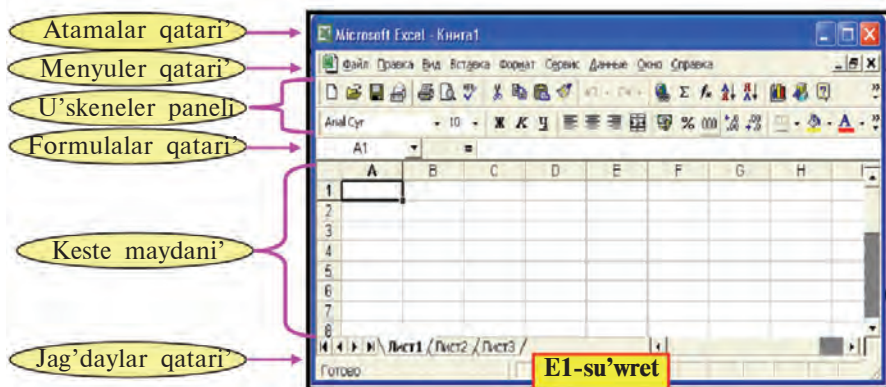 Atamalar qatari'
Menyuler qatari'
U'skeneler paneli
Formulalar qatari'
Keste maydani'
Jag'daylar qatari'
Microsoft Excel - Книга1
Файл Правка Вид Вставка Формат Сервис Данные Окно Справка
Arial Cyr 10 Ж К Ч % 000
A1 =
A B C D E F G H
1
2
3
4
5
6
7
8
Лист1 Лист2 Лист3
Готово
E1-su'wret